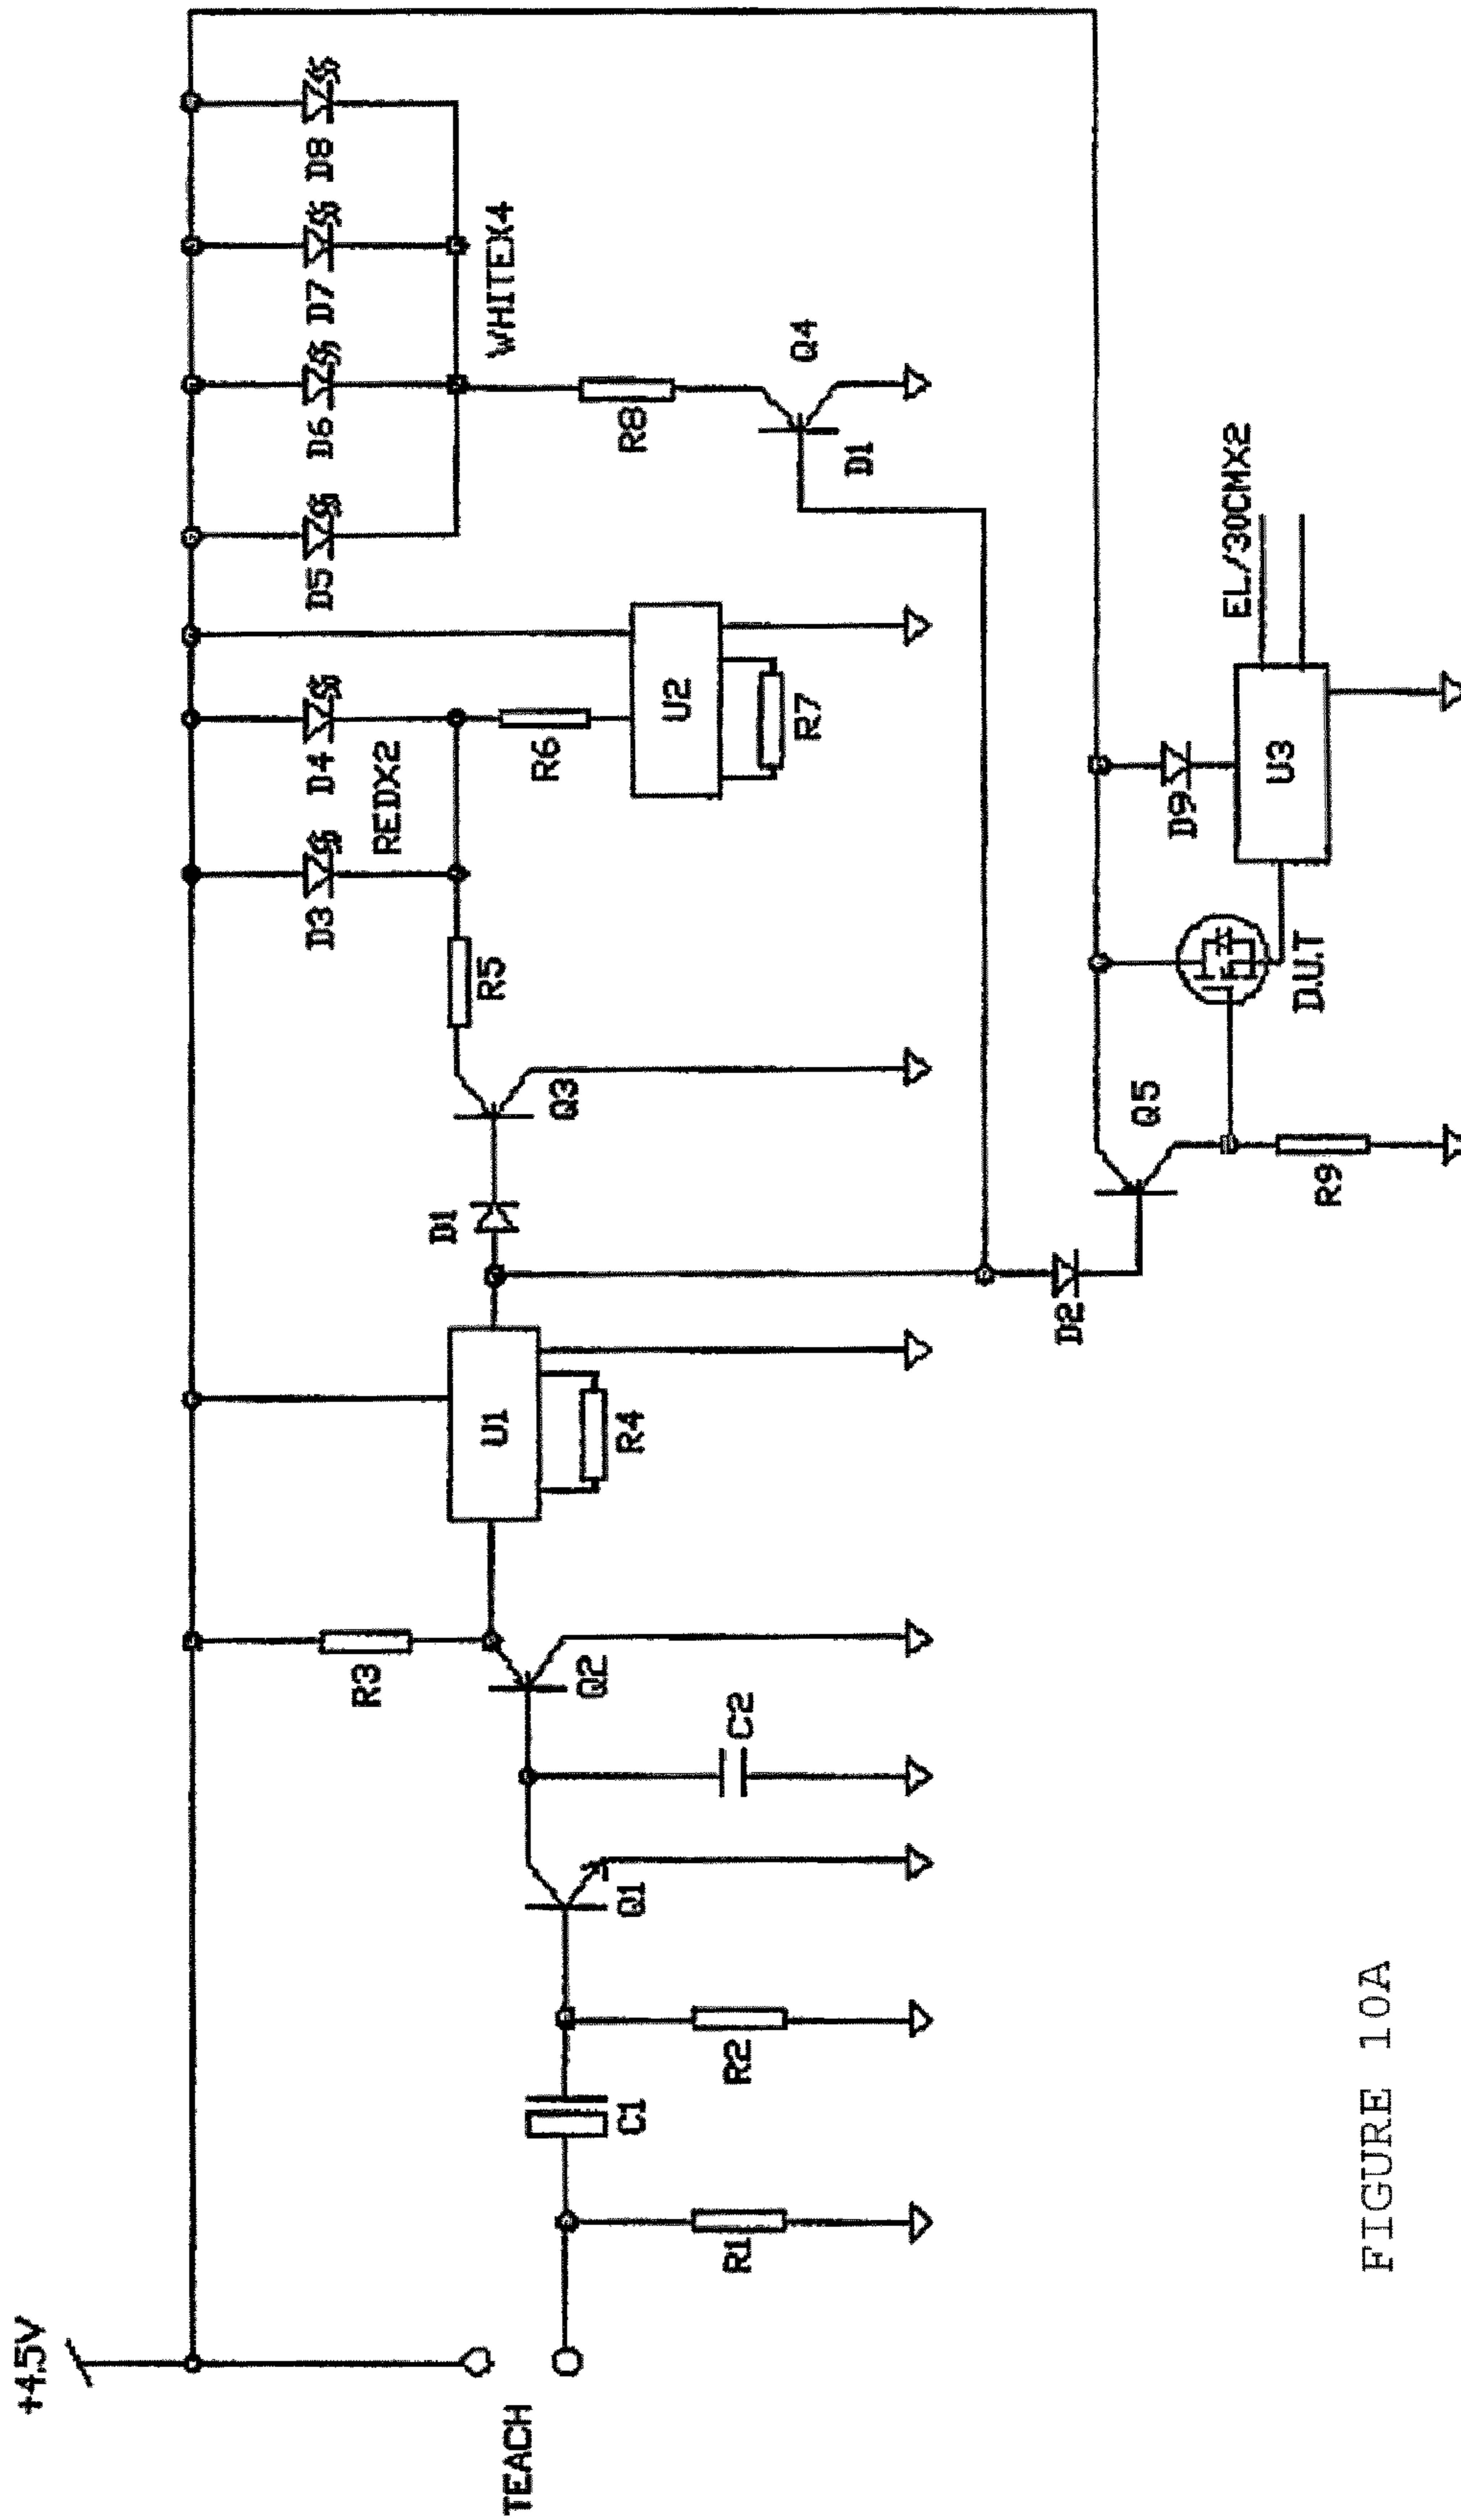 +4.5V
TEACH
R1
C1
R2
Q1
C2
Q2
R3
U1
R4
D1
D2
Q3
R5
D3
D4
REDX2
R6
U2
R7
D5
D6
D7
D8
WHITEX4
R8
Q4
D1
Q5
R9
D.U.T
D9
U3
EL/30CMX2
FIGURE 10A